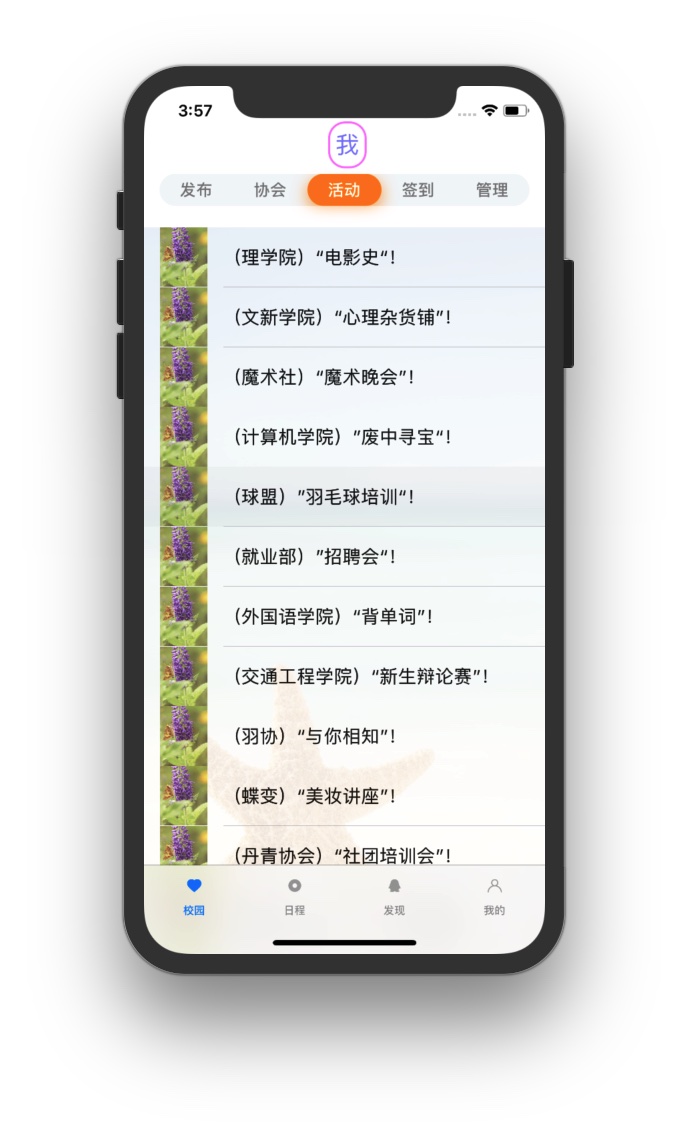 3:57
我
发布 协会 活动 签到 管理
（理学院）“电影史“！
（文新学院）“心理杂货铺”！
（魔术社）“魔术晚会”！
（计算机学院）”废中寻宝“！
（球盟）”羽毛球培训“！
（就业部）”招聘会“！
（外国语学院）“背单词”！
（交通工程学院）“新生辩论赛”！
（羽协）“与你相知”！
（蝶变）“美妆讲座”！
（丹青协会）“社团培训会”！
校园 日程 发现 我的